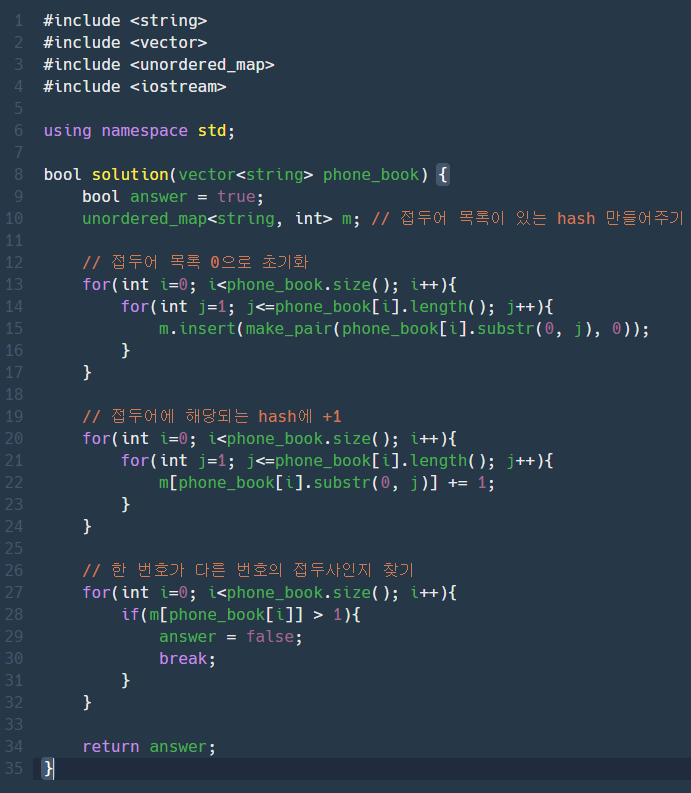 1 #include <string>
2 #include <vector>
3 #include <unordered_map>
4 #include <iostream>
5
6 using namespace std;
7
8 bool solution(vector<string> phone_book) {
9     bool answer = true;
10     unordered_map<string, int> m; // 접두어 목록이 있는 hash 만들어주기
11
12     // 접두어 목록 0으로 초기화
13     for(int i=0; i<phone_book.size(); i++){
14         for(int j=1; j<=phone_book[i].length(); j++){
15             m.insert(make_pair(phone_book[i].substr(0, j), 0));
16         }
17     }
18
19     // 접두어에 해당되는 hash에 +1
20     for(int i=0; i<phone_book.size(); i++){
21         for(int j=1; j<=phone_book[i].length(); j++){
22             m[phone_book[i].substr(0, j)] += 1;
23         }
24     }
25
26     // 한 번호가 다른 번호의 접두사인지 찾기
27     for(int i=0; i<phone_book.size(); i++){
28         if(m[phone_book[i]] > 1){
29             answer = false;
30             break;
31         }
32     }
33
34     return answer;
35 }